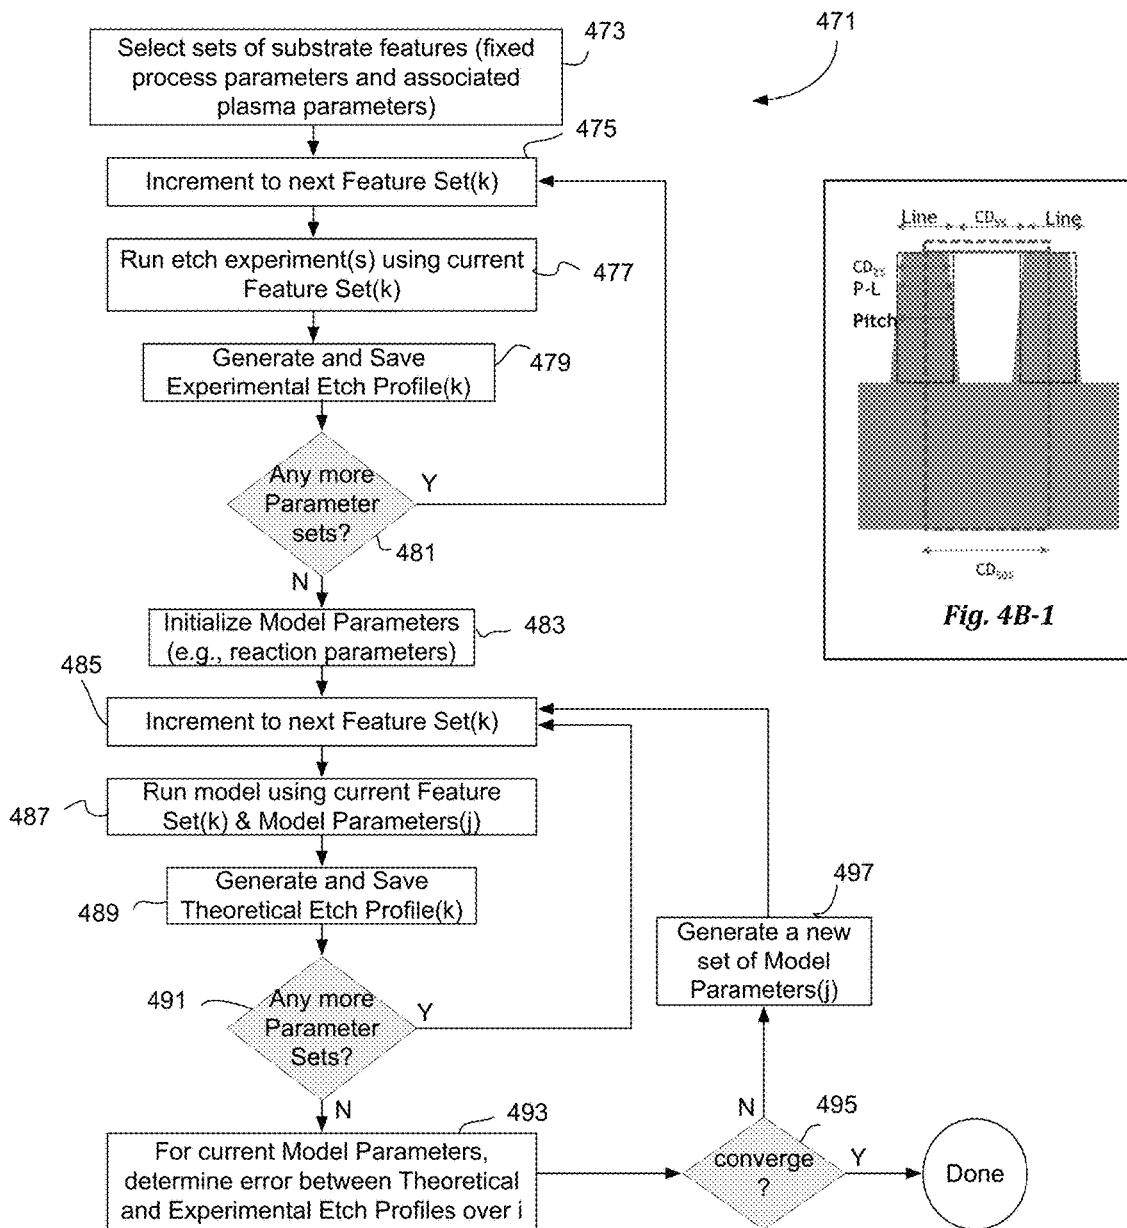 Select sets of substrate features (fixed
process parameters and associated
plasma parameters)
473
471
475
Increment to next Feature Set(k)
Run etch experiment(s) using current
Feature Set(k)
477
Generate and Save
Experimental Etch Profile(k)
479
Any more
Parameter
sets?
Y
481
N
Initialize Model Parameters
(e.g., reaction parameters)
483
485
Increment to next Feature Set(k)
Run model using current Feature
Set(k) & Model Parameters(j)
487
Generate and Save
Theoretical Etch Profile(k)
489
491
Any more
Parameter
Sets?
Y
N
493
For current Model Parameters,
determine error between Theoretical
and Experimental Etch Profiles over i
497
Generate a new
set of Model
Parameters(j)
N
495
converge
?
Y
Done
Line
Line
P-L
Pitch
Fig. 4B-1